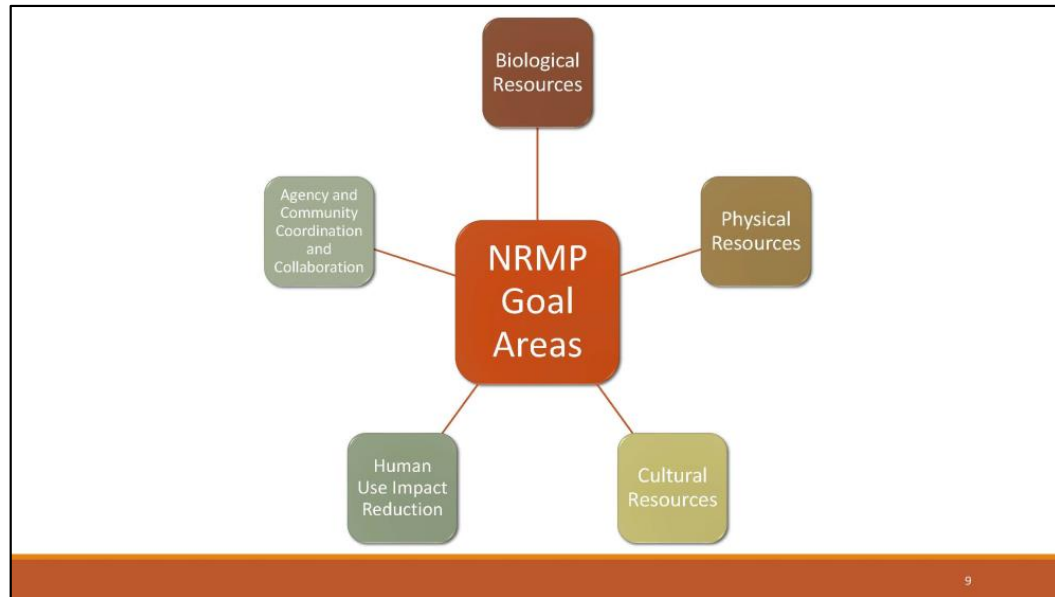 Biological
Resources
Agency and
Community
Coordination
and
Collaboration
Physical
Resources
NRMP
Goal
Areas
Human
Use Impact
Reduction
Cultural
Resources
9